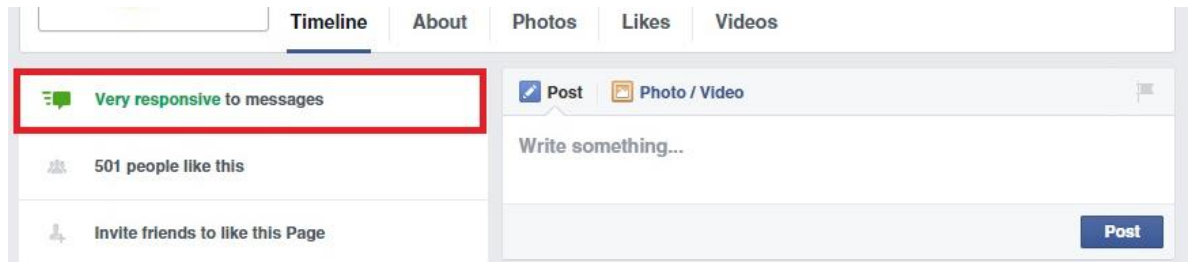 Timeline About Photos Likes Videos
Very responsive to messages
501 people like this
Invite friends to like this Page
Post Photo / Video
Write something...
Post